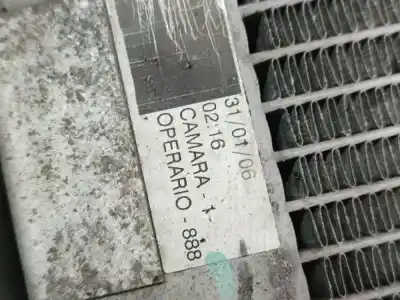 31/01/06
02:16
CAMARA - 1
OPERARIO - 888